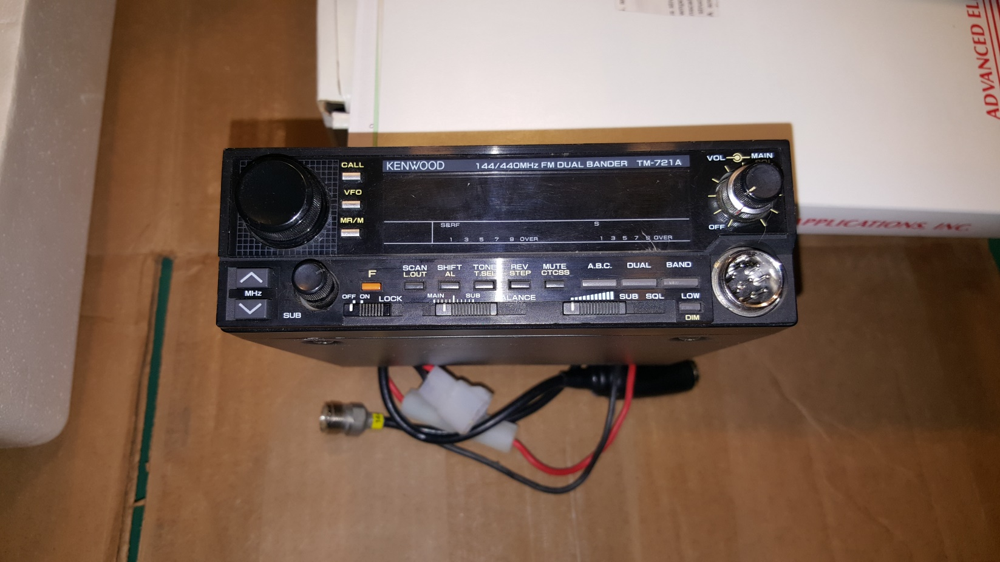 ADVANCED EL
APPLICATIONS, INC.
KENWOOD 144/440MHz FM DUAL BANDER TM-721A
CALL
VFO
MR/M
VOL MAIN
SQL
OFF
S&RF
1 3 5 7 9 OVER
S
1 3 5 7 9 OVER
MHz
SUB
F
SCAN
L.OUT
SHIFT
AL
TONE
T.SEL
REV
STEP
MUTE
CTCSS
A.B.C. DUAL BAND
OFF ON LOCK
MAIN SUB
ALANCE
SUB SQL
LOW
DIM